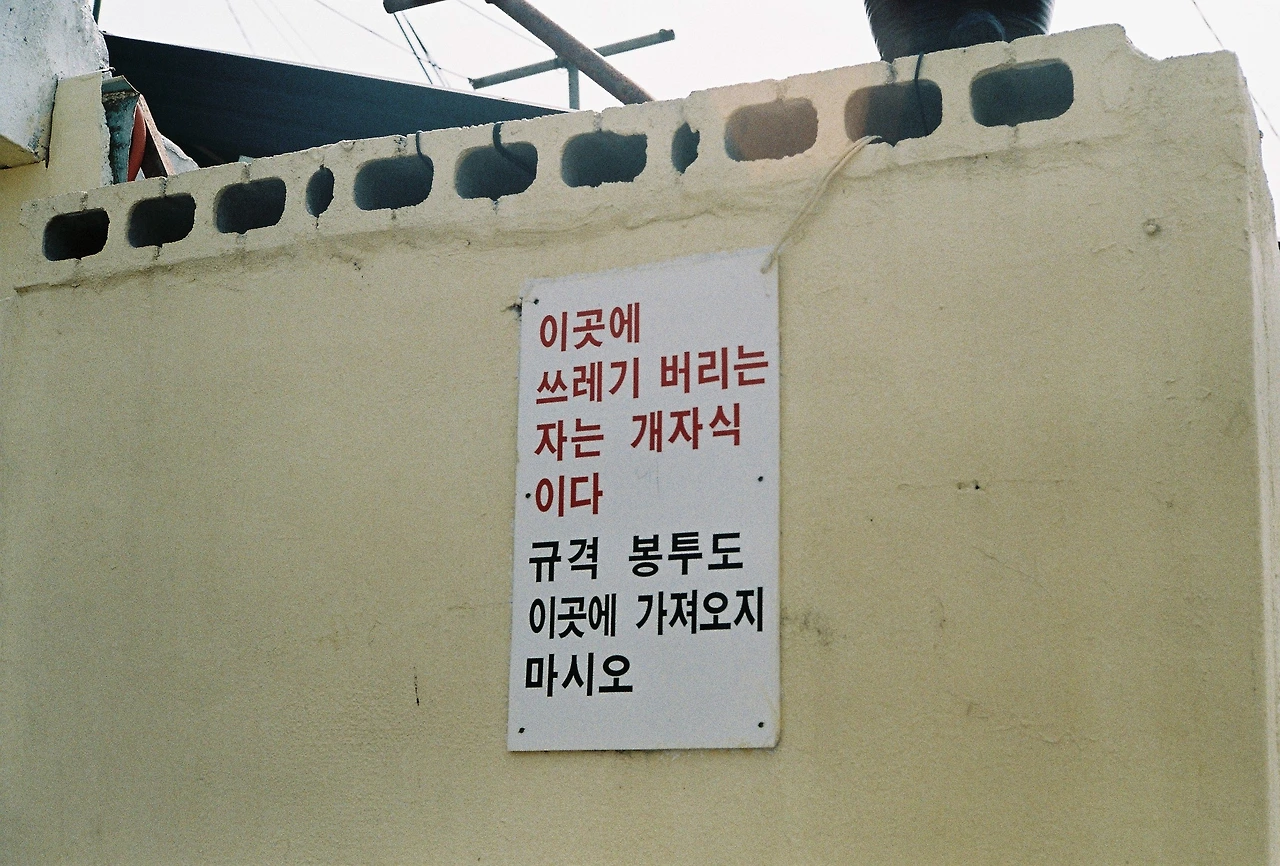 이곳에
쓰레기 버리는
자는 개자식
이다
규격 봉투도
이곳에 가져오지
마시오